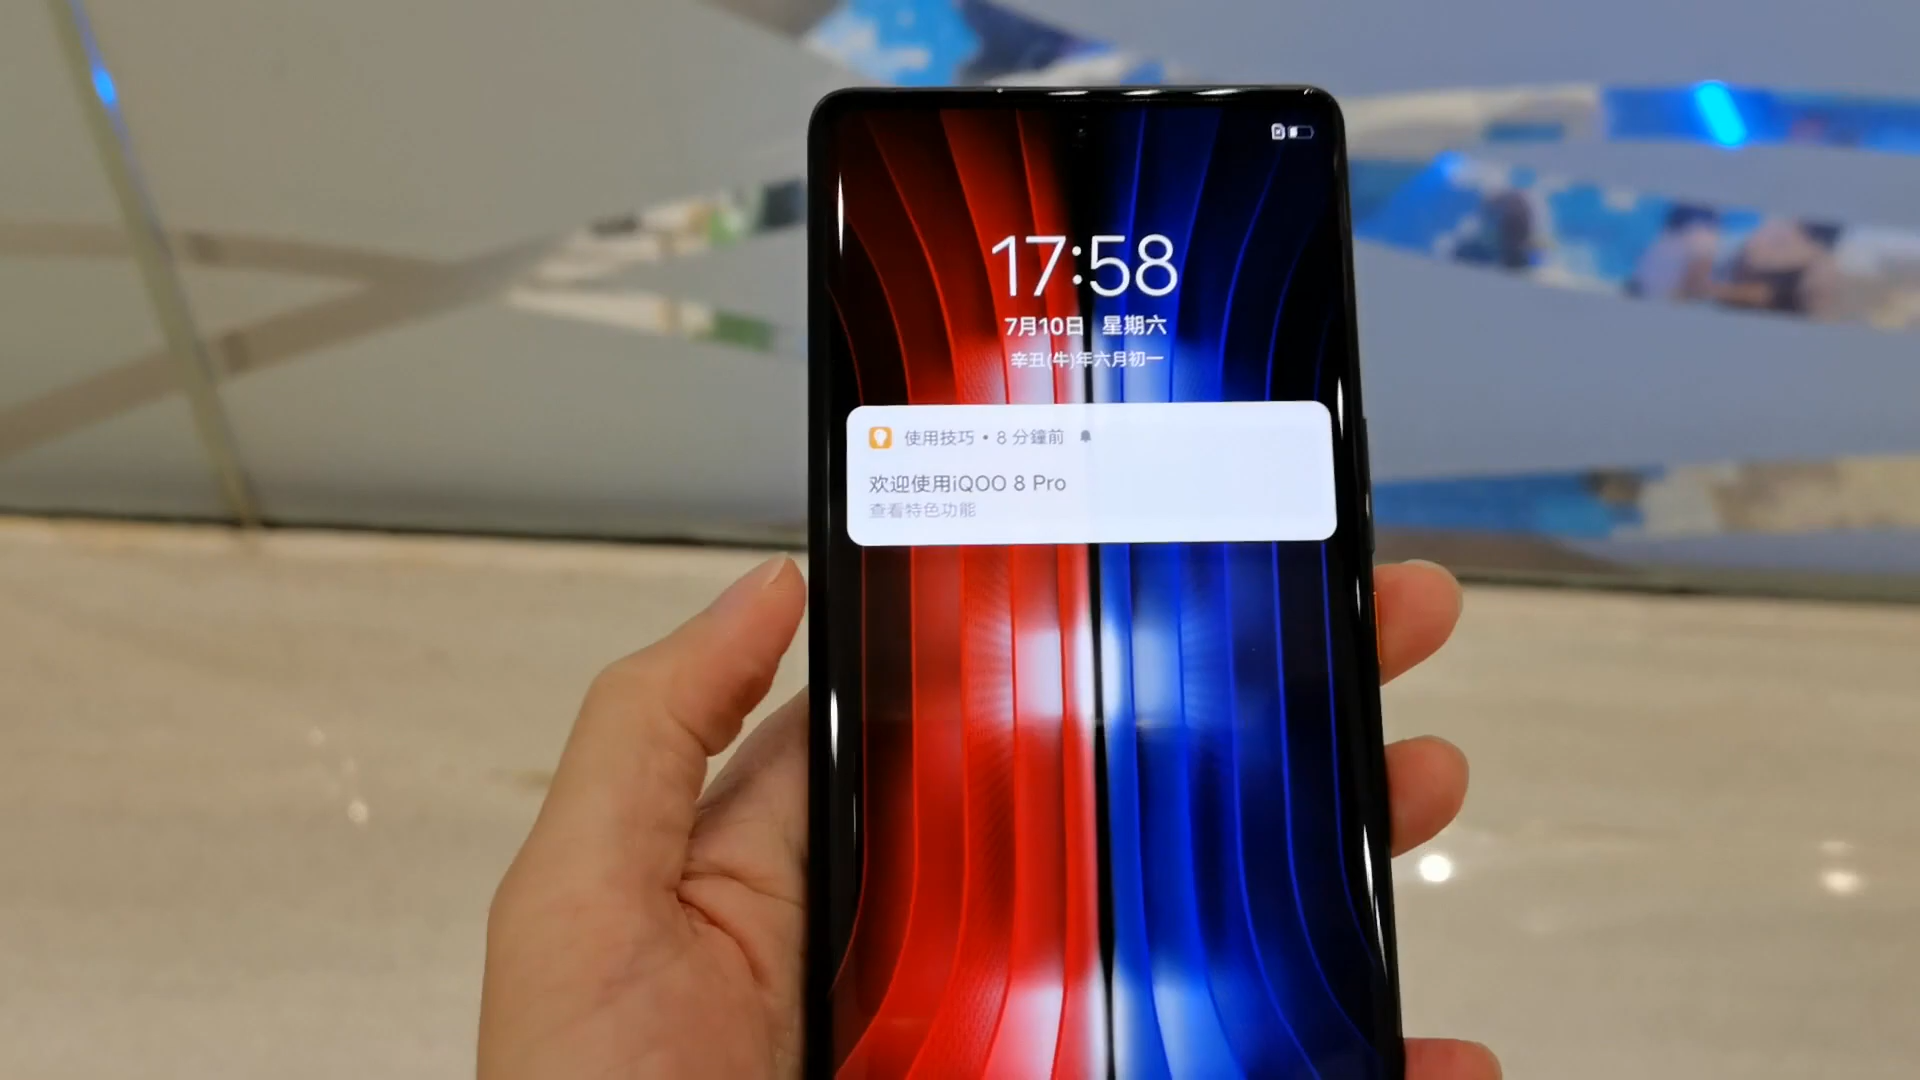 17:58
7月10日 星期六
辛丑(牛)年六月初一
使用技巧 • 8 分鐘前
欢迎使用iQOO 8 Pro
查看特色功能